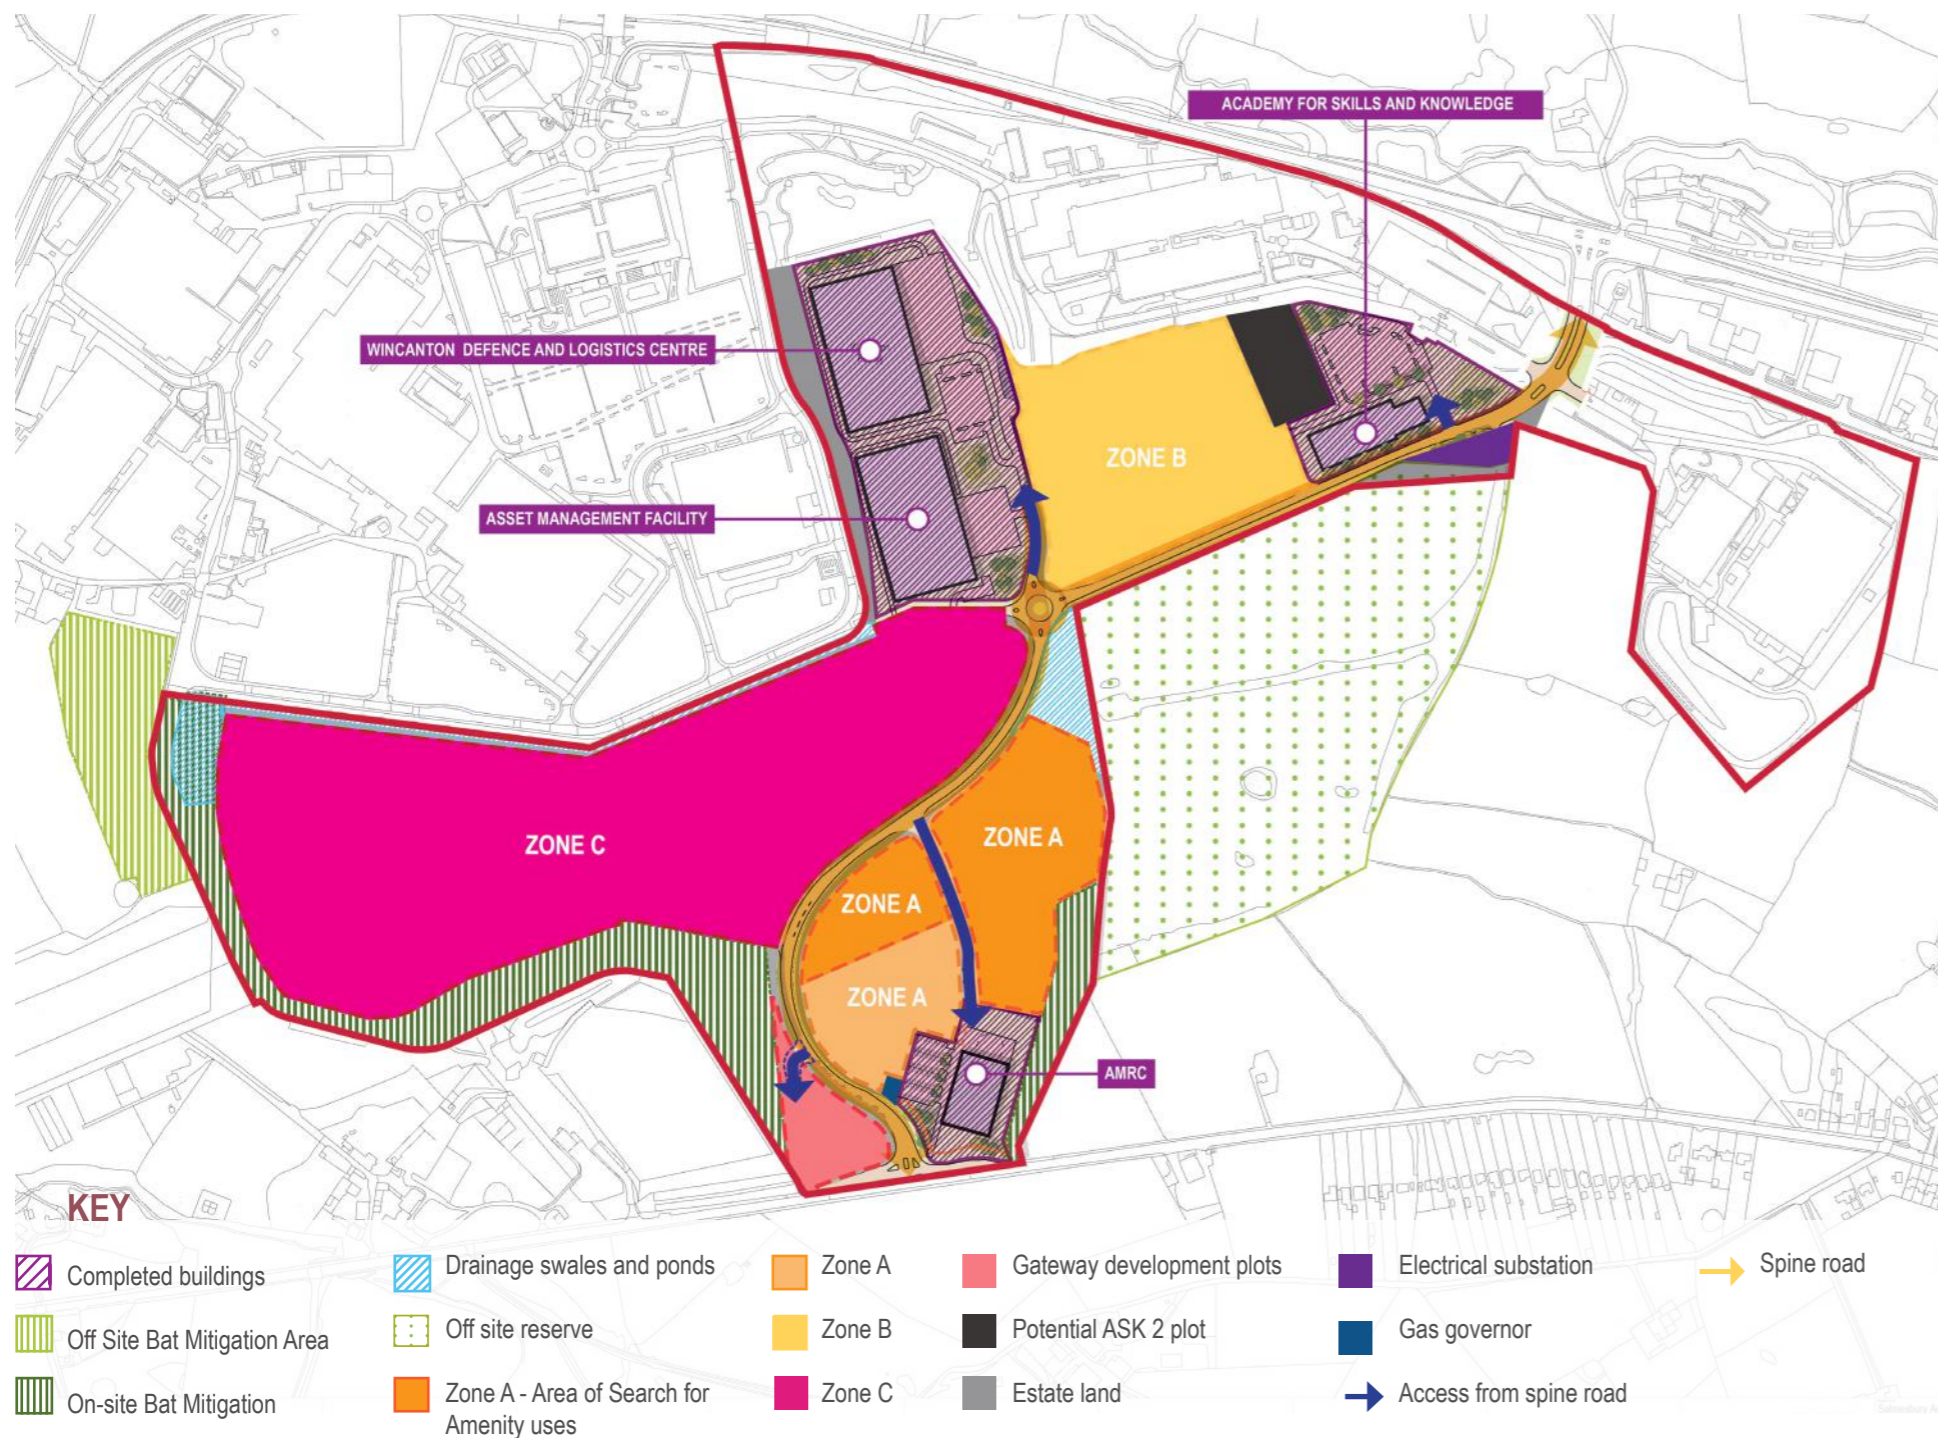 ACADEMY FOR SKILLS AND KNOWLEDGE
WINCANTON DEFENCE AND LOGISTICS CENTRE
ZONE B
ASSET MANAGEMENT FACILITY
ZONE A
ZONE C
ZONE A
ZONE A
AMRC
KEY
Completed buildings
Off Site Bat Mitigation Area
On-site Bat Mitigation
Drainage swales and ponds
Off site reserve
Zone A - Area of Search for
Amenity uses
Zone A
Zone B
Zone C
Gateway development plots
Potential ASK 2 plot
Estate land
Electrical substation
Gas governor
Access from spine road
Spine road